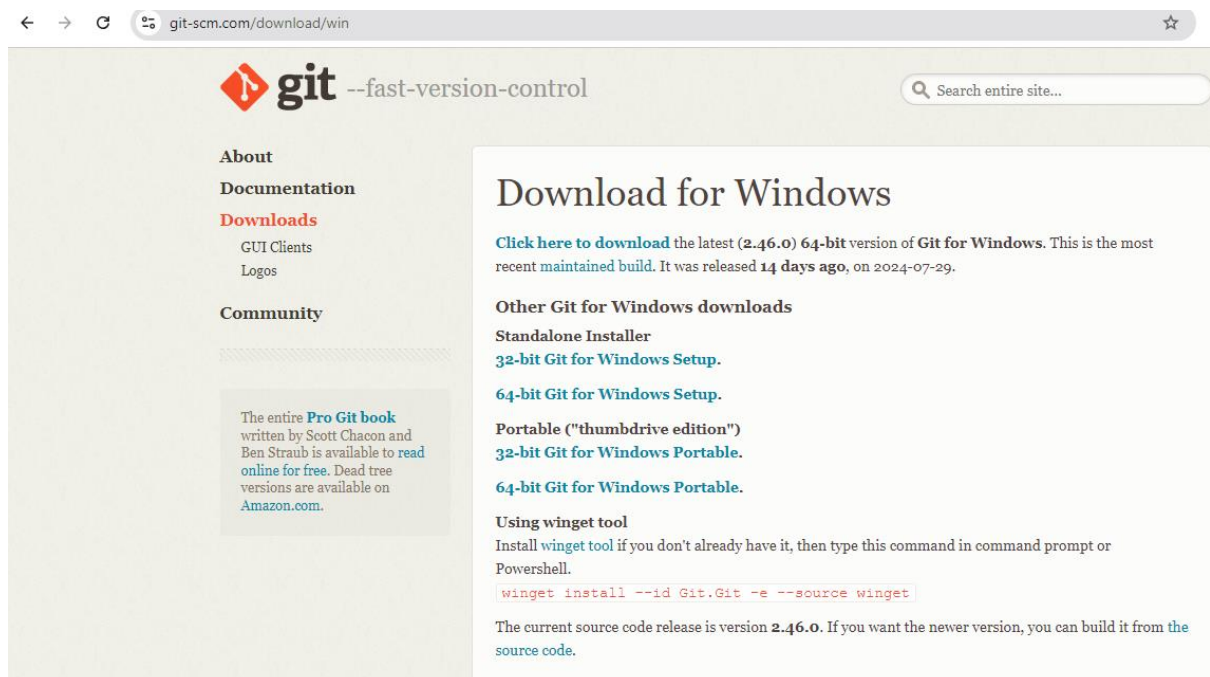 git-scm.com/download/win
git --fast-version-control
Search entire site...
About
Documentation
Downloads
GUI Clients
Logos
Community
The entire Pro Git book
written by Scott Chacon and
Ben Straub is available to read
online for free. Dead tree
versions are available on
Amazon.com.
Download for Windows
Click here to download the latest (2.46.0) 64-bit version of Git for Windows. This is the most
recent maintained build. It was released 14 days ago, on 2024-07-29.
Other Git for Windows downloads
Standalone Installer
32-bit Git for Windows Setup.
64-bit Git for Windows Setup.
Portable ("thumbdrive edition")
32-bit Git for Windows Portable.
64-bit Git for Windows Portable.
Using winget tool
Install winget tool if you don't already have it, then type this command in command prompt or
Powershell.
winget install --id Git.Git -e --source winget
The current source code release is version 2.46.0. If you want the newer version, you can build it from the
source code.